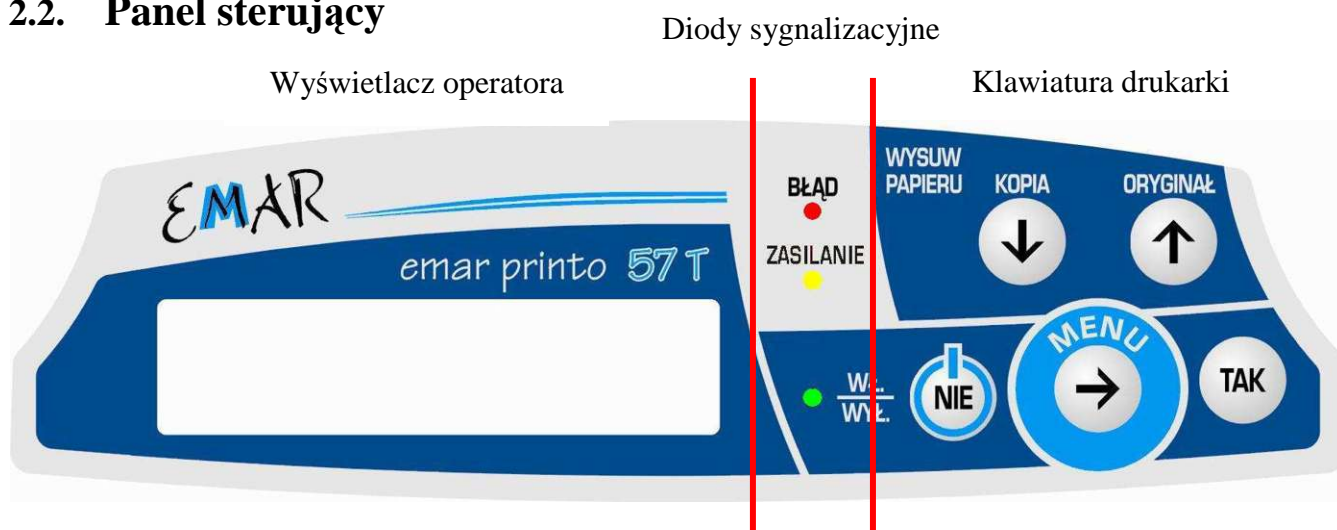 2.2. Panel sterujący
Diody sygnalizacyjne
Wyświetlacz operatora
Klawiatura drukarki
EMAR
emar printo 57T
BŁĄD
ZASILANIE
WYSUW
PAPIERU
KOPIA
ORYGINAŁ
MENU
WŁ.
WYŁ.
NIE
TAK